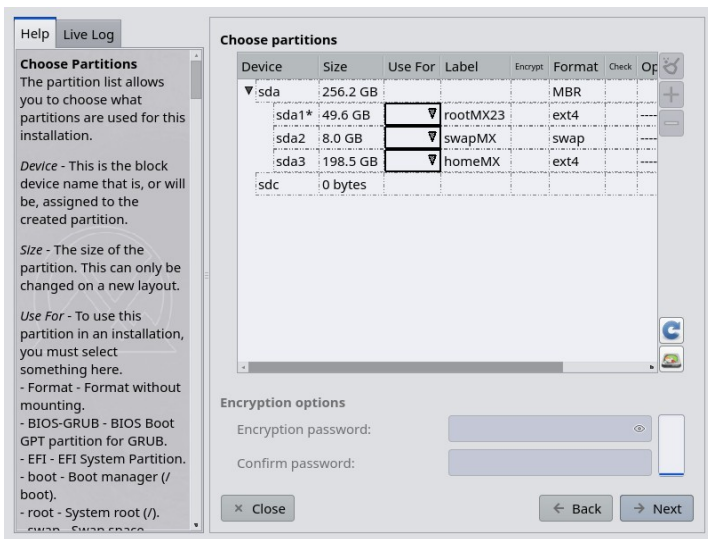 Help Live Log
Choose Partitions
The partition list allows
you to choose what
partitions are used for this
installation.
Device - This is the block
device name that is, or will
be, assigned to the
created partition.
Size - The size of the
partition. This can only be
changed on a new layout.
Use For - To use this
partition in an installation,
you must select
something here.
- Format - Format without
mounting.
- BIOS-GRUB - BIOS Boot
GPT partition for GRUB.
- EFI - EFI System Partition.
- boot - Boot manager (/
boot).
- root - System root (/).
- swap - Swap space.
Choose partitions
Device Size Use For Label Encrypt Format Check Op
sda 256.2 GB MBR
sda1* 49.6 GB rootMX23 ext4 ----
sda2 8.0 GB swapMX swap ----
sda3 198.5 GB homeMX ext4 ----
sdc 0 bytes
Encryption options
Encryption password:
Confirm password:
Close Back Next